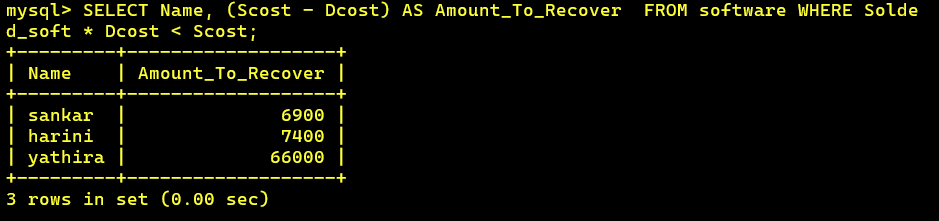 mysql> SELECT Name, (Scost - Dcost) AS Amount_To_Recover  FROM software WHERE Solde
d_soft * Dcost < Scost;
+---------+-------------------+
| Name    | Amount_To_Recover |
+---------+-------------------+
| sankar  |              6900 |
| harini  |              7400 |
| yathira |             66000 |
+---------+-------------------+
3 rows in set (0.00 sec)